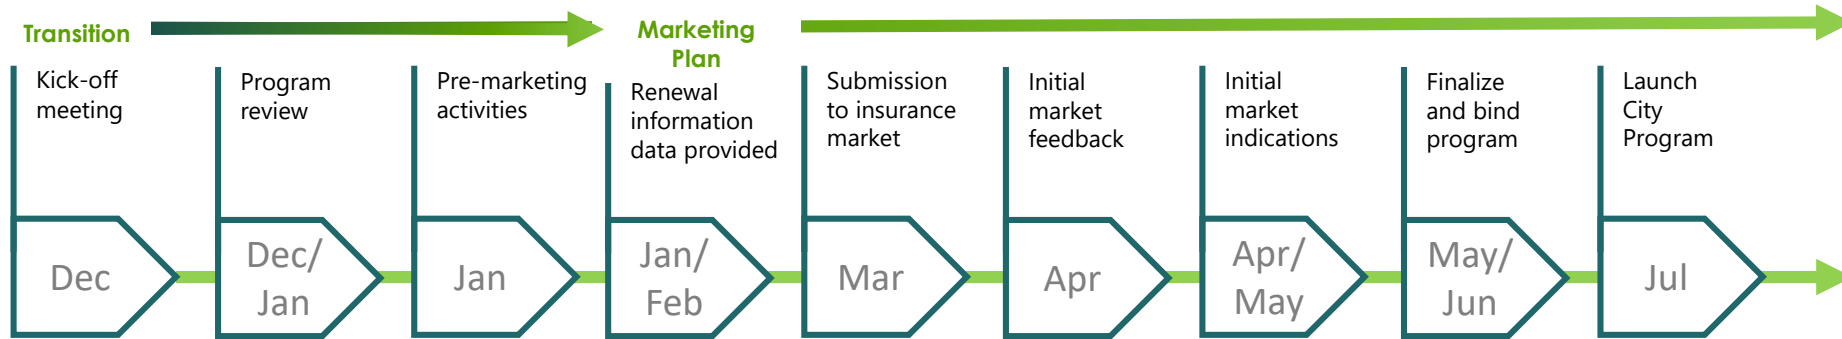 Transition
Marketing
Plan
Kick-off
meeting
Program
review
Pre-marketing
activities
Renewal
information
data provided
Submission
to insurance
market
Initial
market
feedback
Initial
market
indications
Finalize
and bind
program
Launch
City
Program
Dec
Dec/
Jan
Jan
Jan/
Feb
Mar
Apr
Apr/
May
May/
Jun
Jul